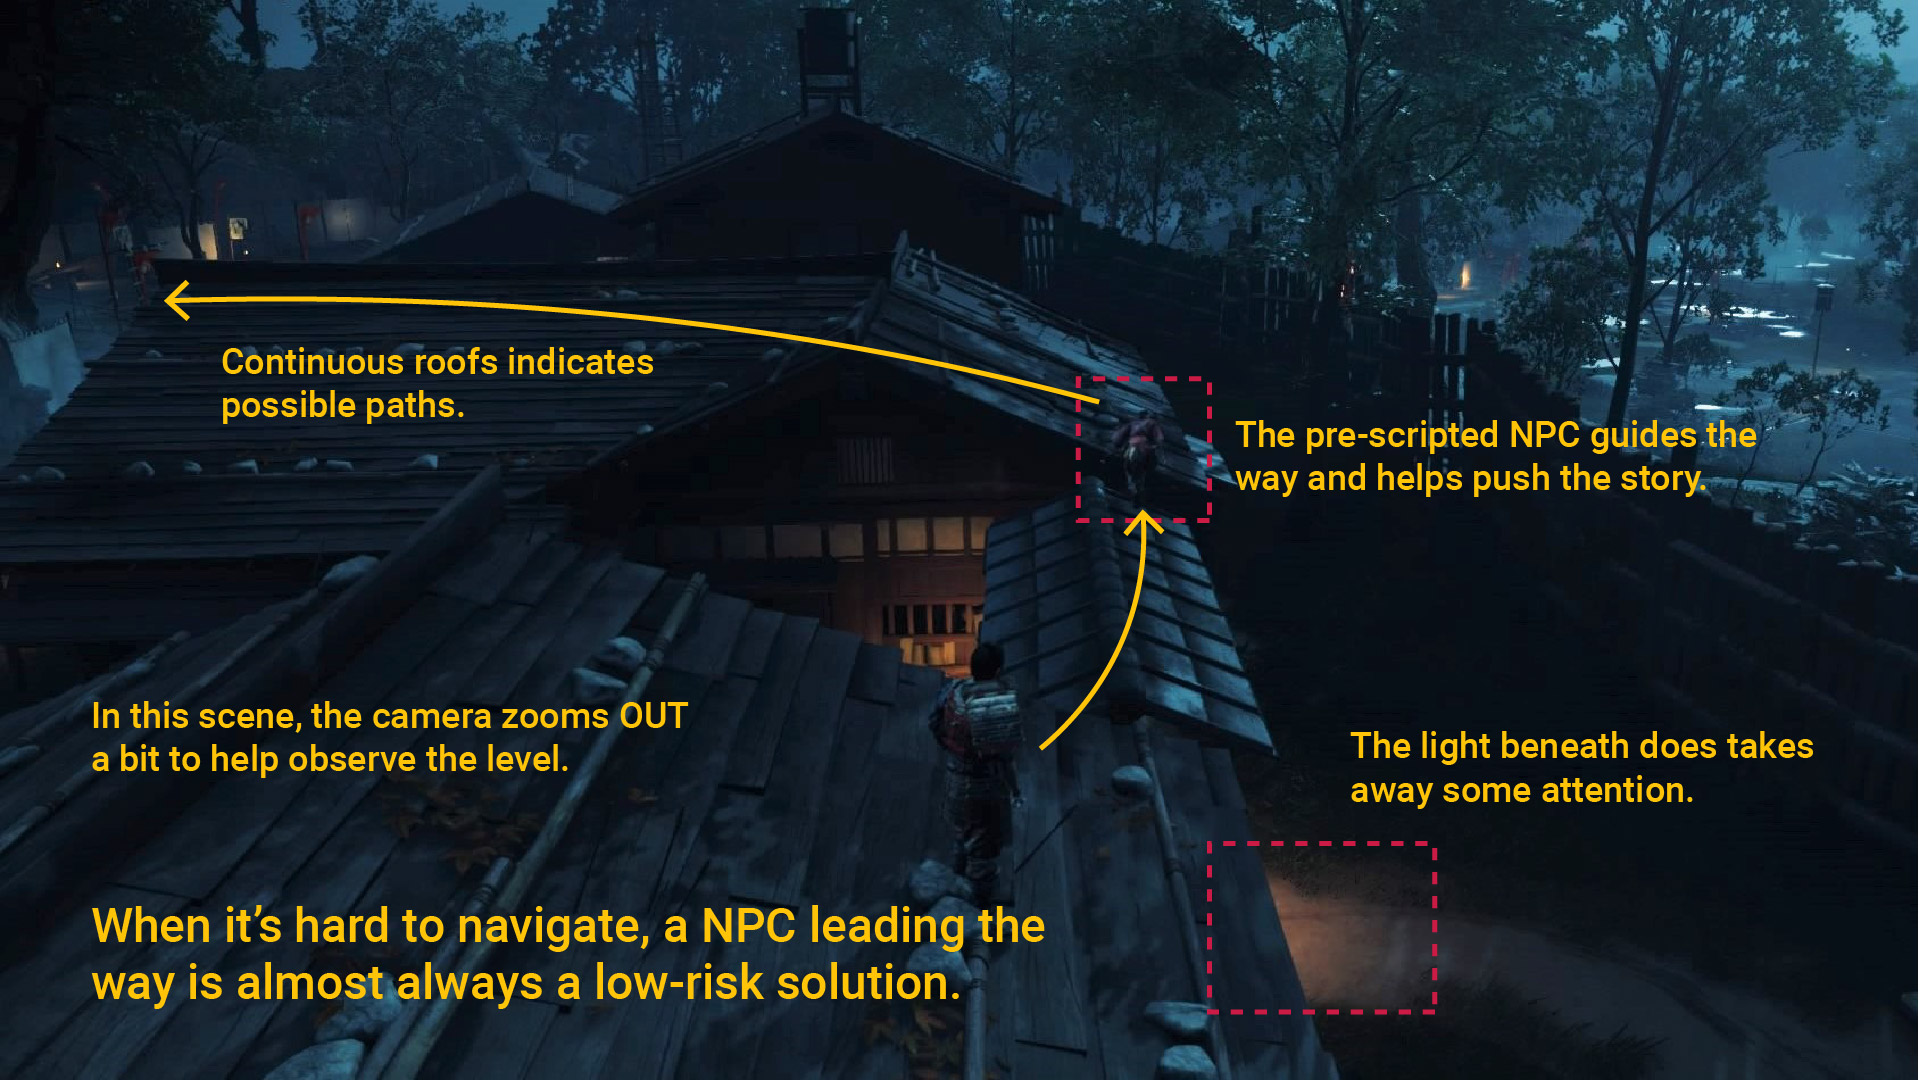 Continuous roofs indicates
possible paths.
The pre-scripted NPC guides the
way and helps push the story.
In this scene, the camera zooms OUT
a bit to help observe the level.
The light beneath does takes
away some attention.
When it’s hard to navigate, a NPC leading the
way is almost always a low-risk solution.